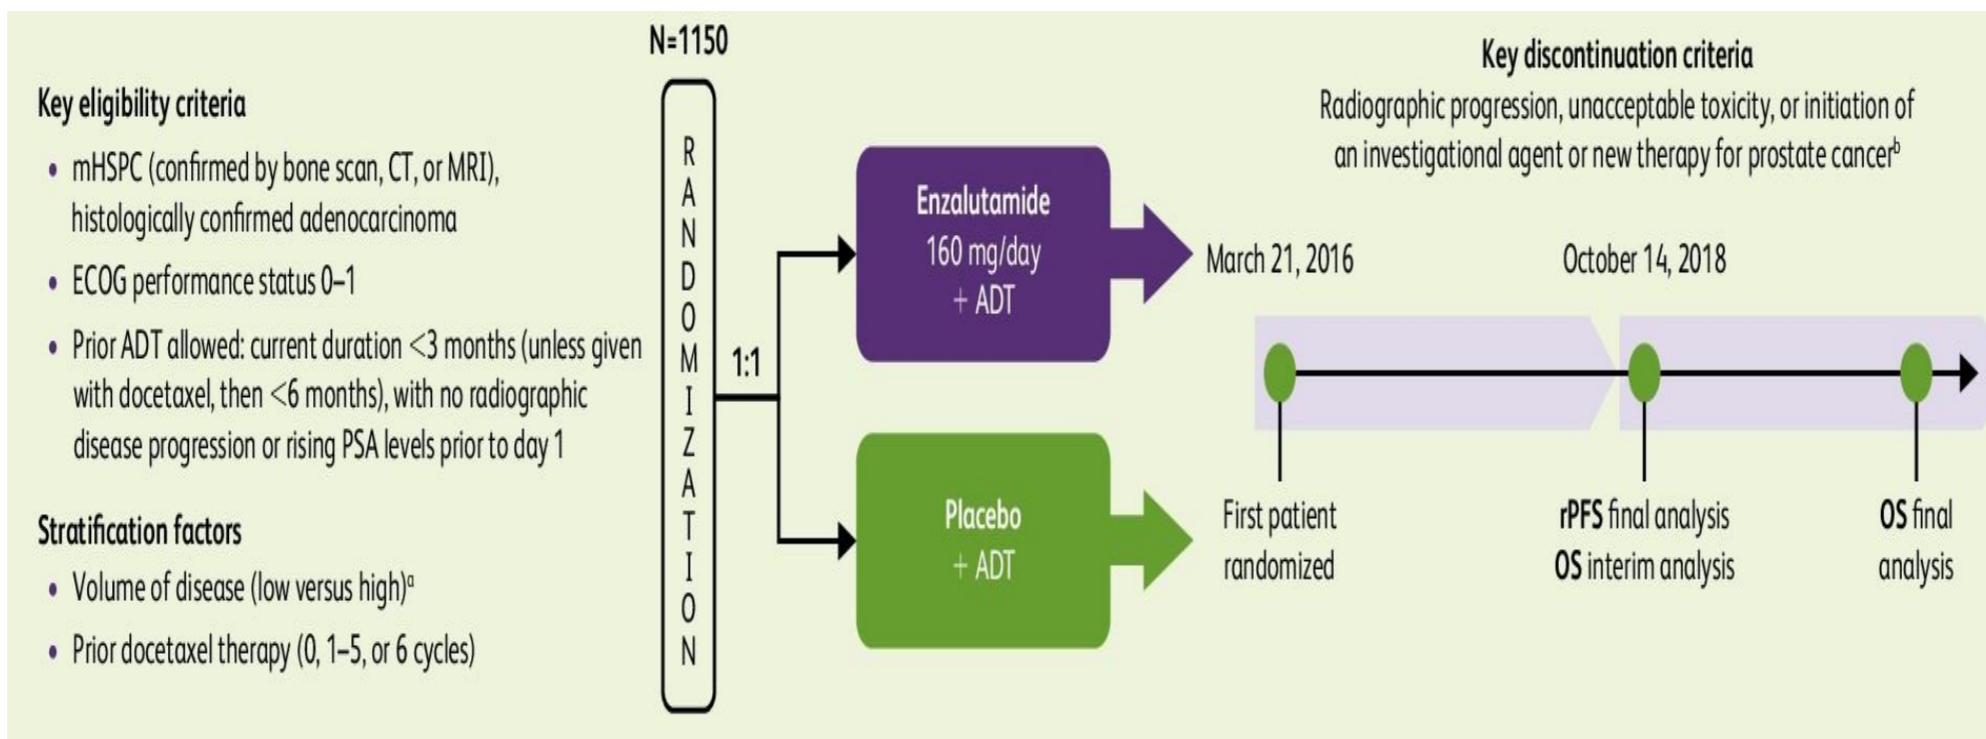 N=1150
Key eligibility criteria
• mHSPC (confirmed by bone scan, CT, or MRI),
histologically confirmed adenocarcinoma
• ECOG performance status 0–1
• Prior ADT allowed: current duration <3 months (unless given
with docetaxel, then <6 months), with no radiographic
disease progression or rising PSA levels prior to day 1
Stratification factors
• Volume of disease (low versus high)ᵃ
• Prior docetaxel therapy (0, 1–5, or 6 cycles)
RANDOMIZATION
1:1
Enzalutamide
160 mg/day
+ ADT
Placebo
+ ADT
Key discontinuation criteria
Radiographic progression, unacceptable toxicity, or initiation of
an investigational agent or new therapy for prostate cancerᵇ
March 21, 2016
October 14, 2018
First patient
randomized
rPFS final analysis
OS interim analysis
OS final
analysis